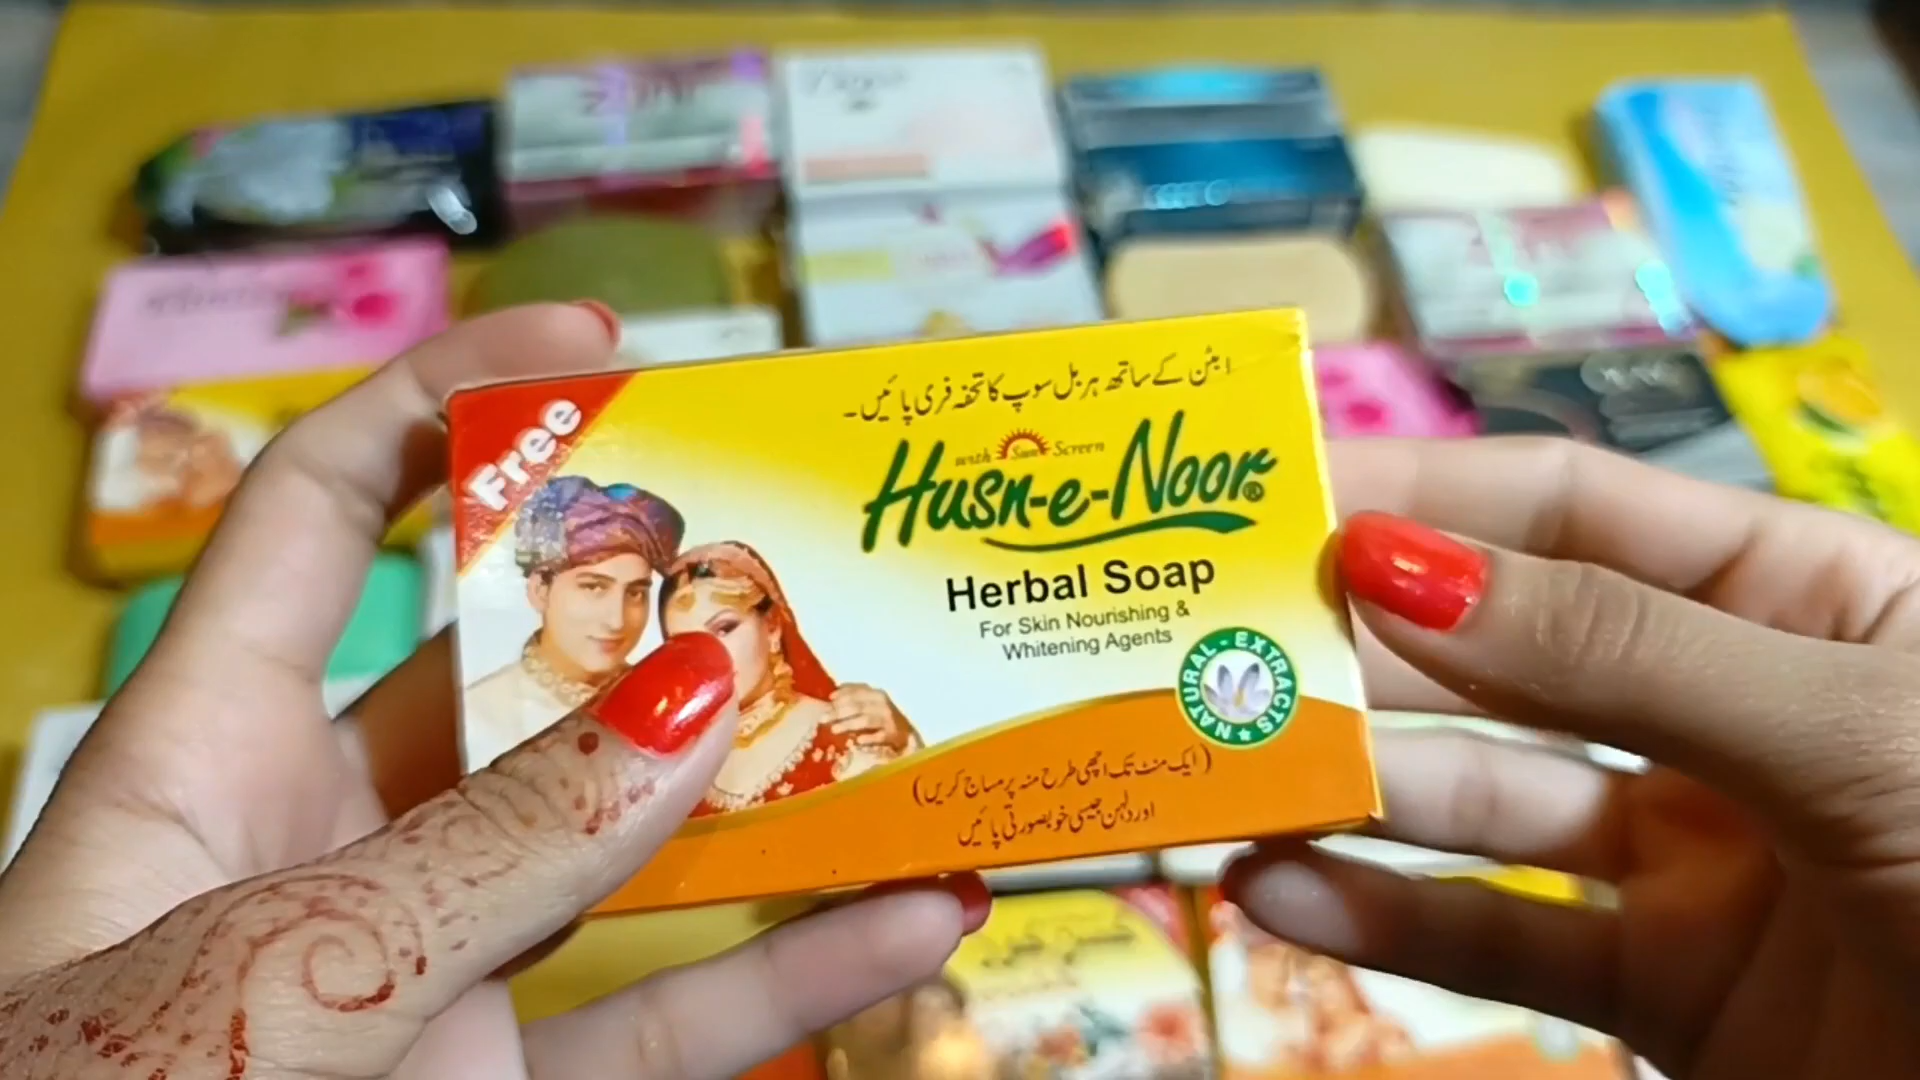 Free
ابٹن کے ساتھ ہربل سوپ کا تحفہ فری پائیں۔
with Sun Screen
Husn-e-Noor®
Herbal Soap
For Skin Nourishing &
Whitening Agents
NATURAL - EXTRACTS
(ایک منٹ تک اچھی طرح منہ پر مساج کریں)
اور دلہن جیسی خوبصورتی پائیں